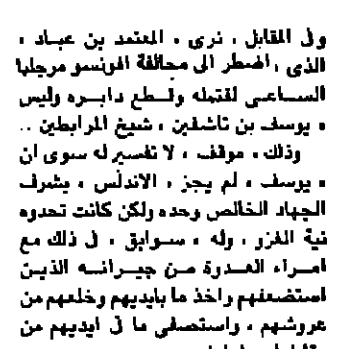 وفى المقابل ، نرى ، المعتمد بن عباد ،
الذى ، اضطر الى محالفة الفونسو مرجليا
الساعى لقتله وقطع دابره وليس
، يوسف بن تاشفين ، شيخ المرابطين ..
وذلك ، موقف ، لا تفسير له سوى ان
، يوسف ، لم يجز ، الاندلس ، بشرف
الجهاد الخالص وحده ولكن كانت تحدوه
نية الغزو ، وله ، سوابق ، فى ذلك مع
امراء العدوة من جيرانه الذين
استضعفهم واخذ ما بايديهم وخلعهم من
عروشهم ، واستصفى ما فى ايديهم من